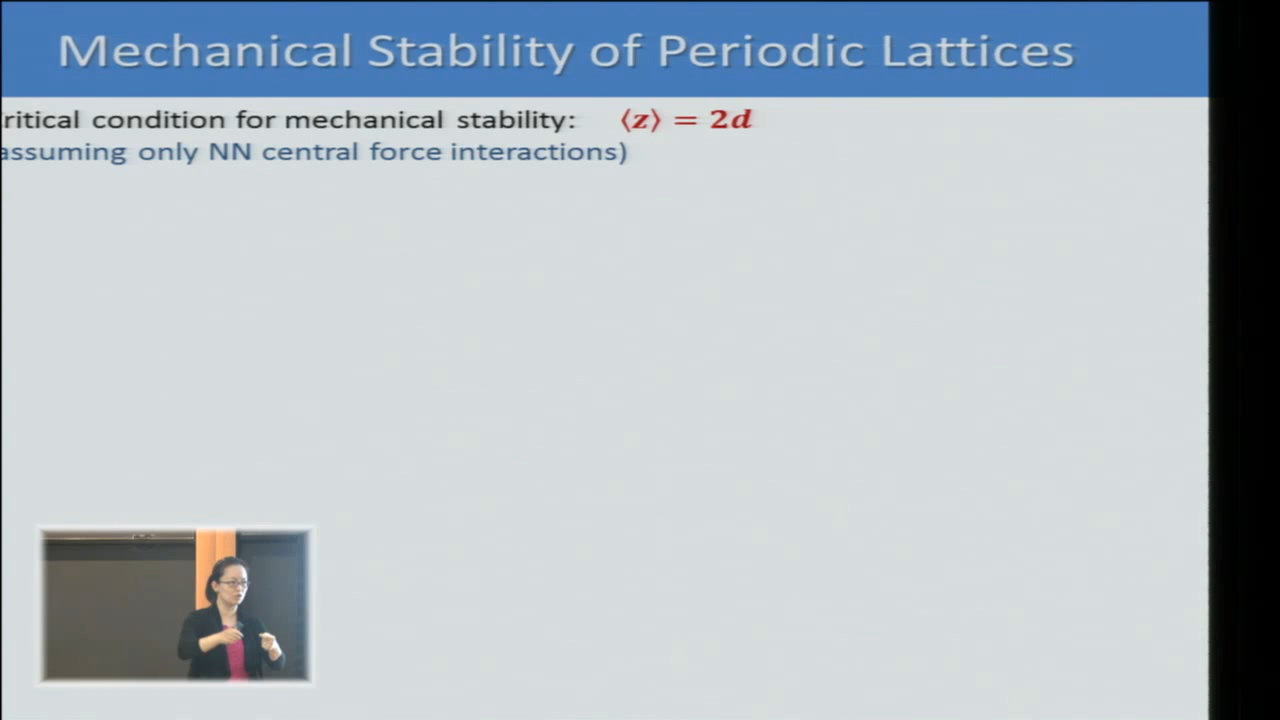 Mechanical Stability of Periodic Lattices
ritical condition for mechanical stability: ⟨z⟩ = 2d
assuming only NN central force interactions)